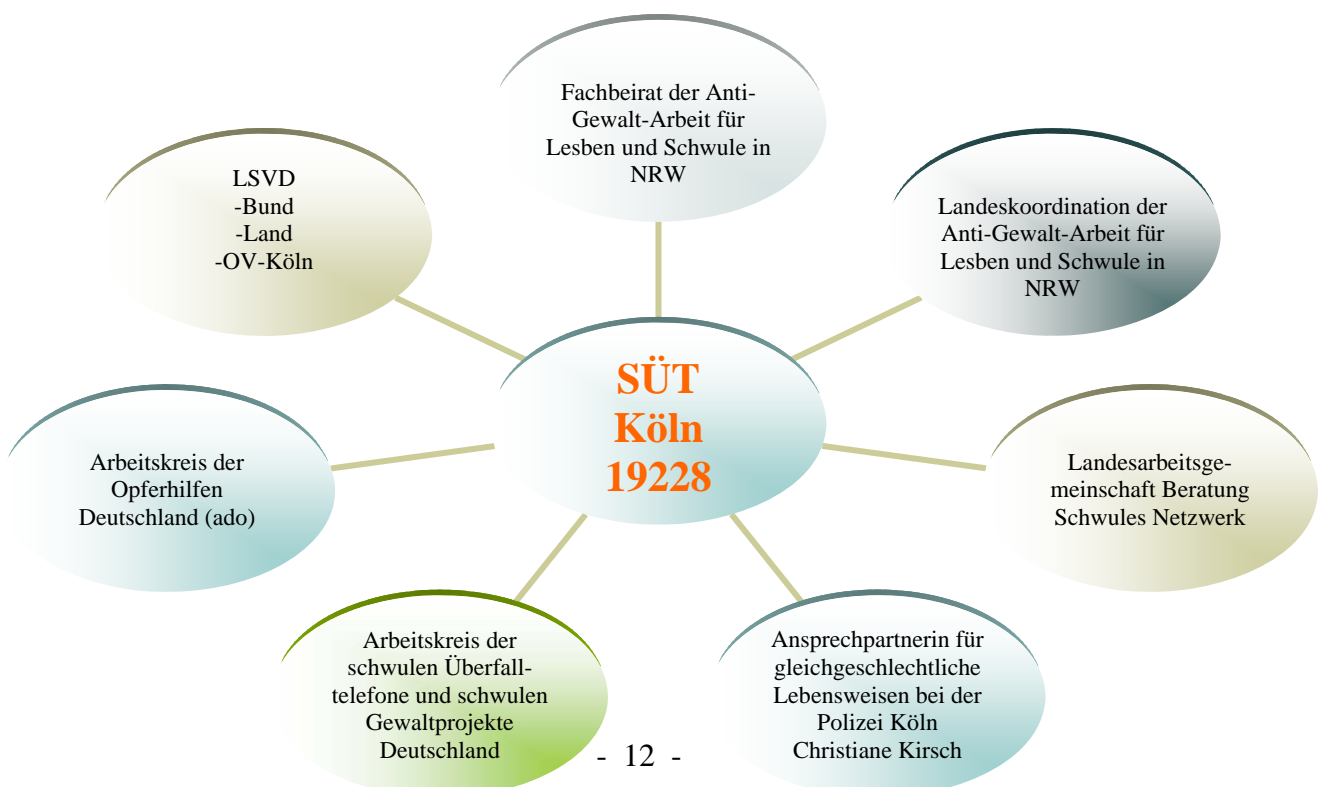 Fachbeirat der Anti-
Gewalt-Arbeit für
Lesben und Schwule in
NRW
LSVD
-Bund
-Land
-OV-Köln
Landeskoordination der
Anti-Gewalt-Arbeit für
Lesben und Schwule in
NRW
SÜT
Köln
19228
Arbeitskreis der
Opferhilfen
Deutschland (ado)
Landesarbeitsge-
meinschaft Beratung
Schwules Netzwerk
Arbeitskreis der
schwulen Überfall-
telefone und schwulen
Gewaltprojekte
Deutschland
Ansprechpartnerin für
gleichgeschlechtliche
Lebensweisen bei der
Polizei Köln
Christiane Kirsch
- 12 -